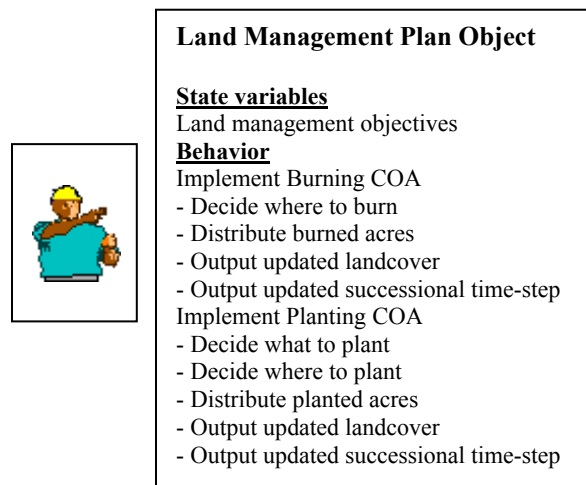 Land Management Plan Object
State variables
Land management objectives
Behavior
Implement Burning COA
- Decide where to burn
- Distribute burned acres
- Output updated landcover
- Output updated successional time-step
Implement Planting COA
- Decide what to plant
- Decide where to plant
- Distribute planted acres
- Output updated landcover
- Output updated successional time-step